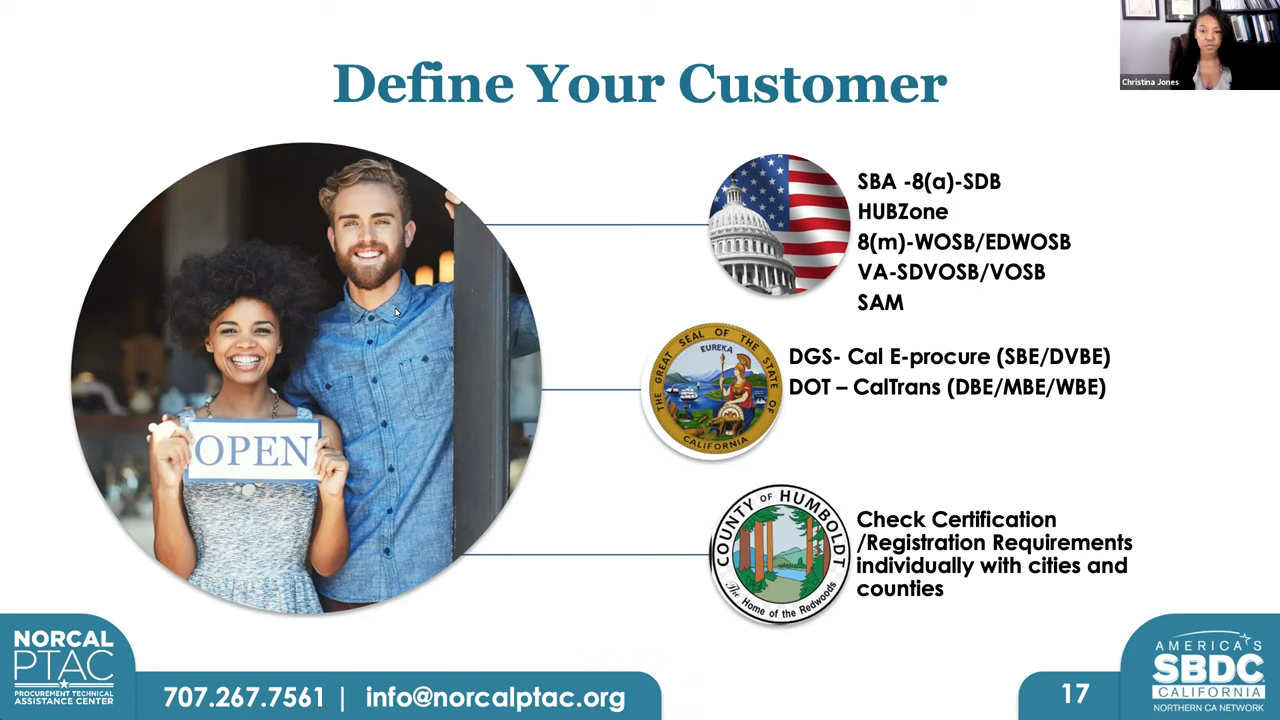 Define Your Customer
Christina Jones
OPEN
SBA -8(a)-SDB
HUBZone
8(m)-WOSB/EDWOSB
VA-SDVOSB/VOSB
SAM
THE GREAT SEAL OF THE STATE OF CALIFORNIA
EUREKA
DGS- Cal E-procure (SBE/DVBE)
DOT – CalTrans (DBE/MBE/WBE)
COUNTY OF HUMBOLDT
The Home of the Redwoods
Check Certification
/Registration Requirements
individually with cities and
counties
NORCAL
PTAC
PROCUREMENT TECHNICAL
ASSISTANCE CENTER
707.267.7561 | info@norcalptac.org
17
AMERICA'S
SBDC
CALIFORNIA
NORTHERN CA NETWORK